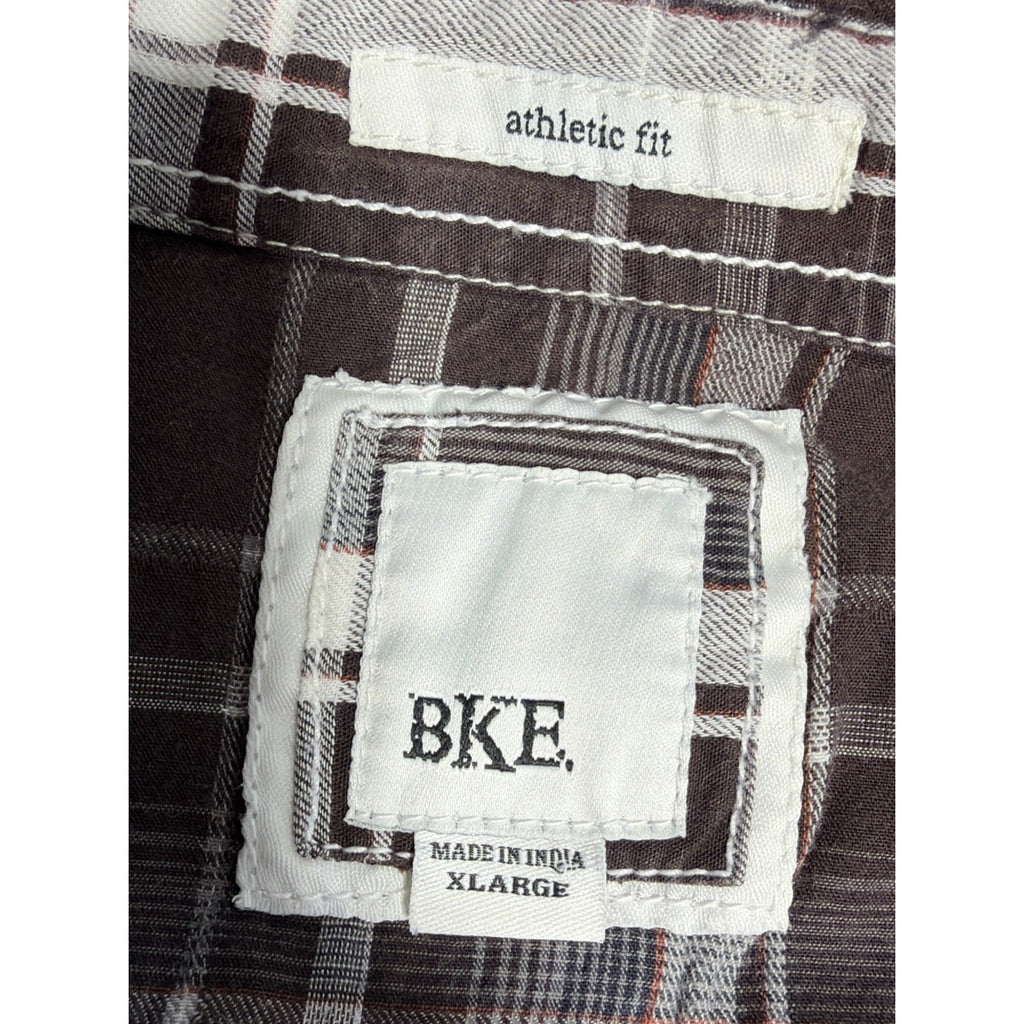 athletic fit
BKE.
MADE IN INDIA
XLARGE